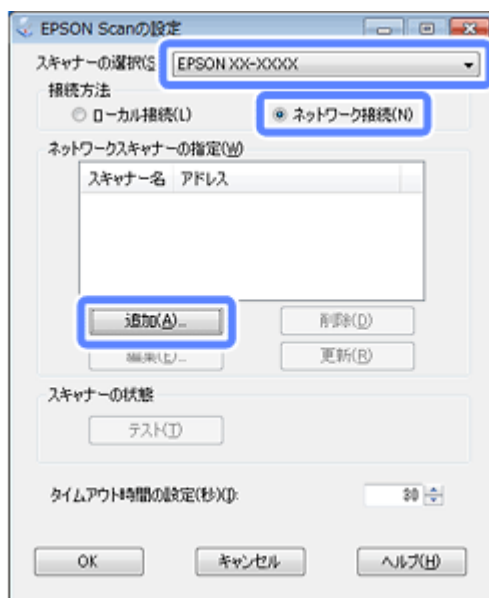 EPSON Scanの設定
スキャナーの選択(S EPSON XX-XXXX
接続方法
ローカル接続(L) ネットワーク接続(N)
ネットワークスキャナーの指定(W)
スキャナー名 アドレス
追加(A)... 削除(D)
編集(E)... 更新(R)
スキャナーの状態
テスト(T)
タイムアウト時間の設定(秒)(I): 30
OK キャンセル ヘルプ(H)